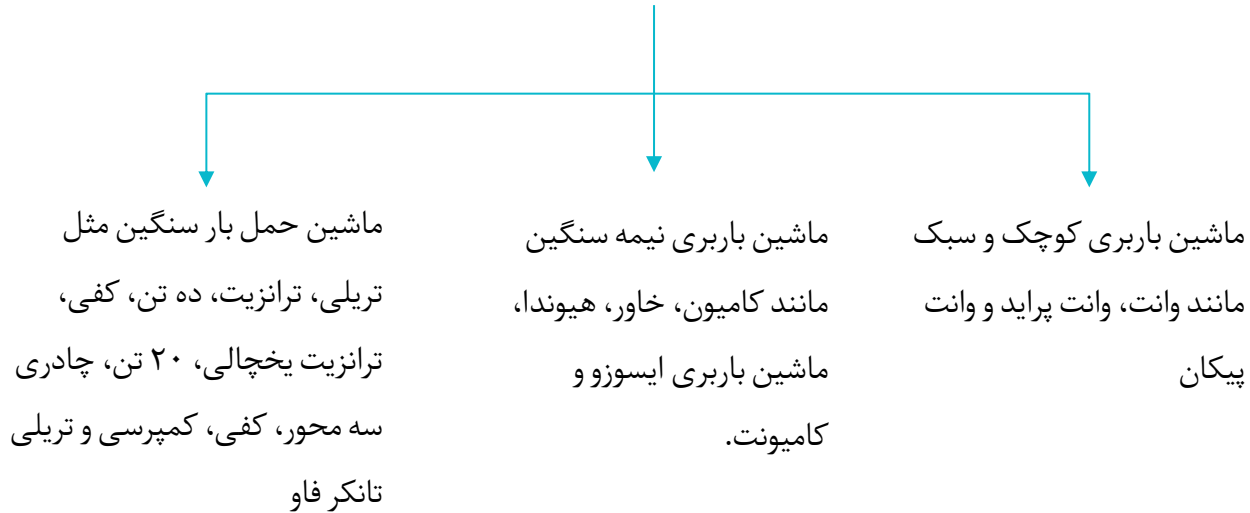 ماشین باربری کوچک و سبک
مانند وانت، وانت پراید و وانت
پیکان
ماشین باربری نیمه سنگین
مانند کامیون، خاور، هیوندا،
ماشین باربری ایسوزو و
کامیونت.
ماشین حمل بار سنگین مثل
تریلی، ترانزیت، ده تن، کفی،
ترانزیت یخچالی، ۲۰ تن، چادری
سه محور، کفی، کمپرسی و تریلی
تانکر فاو